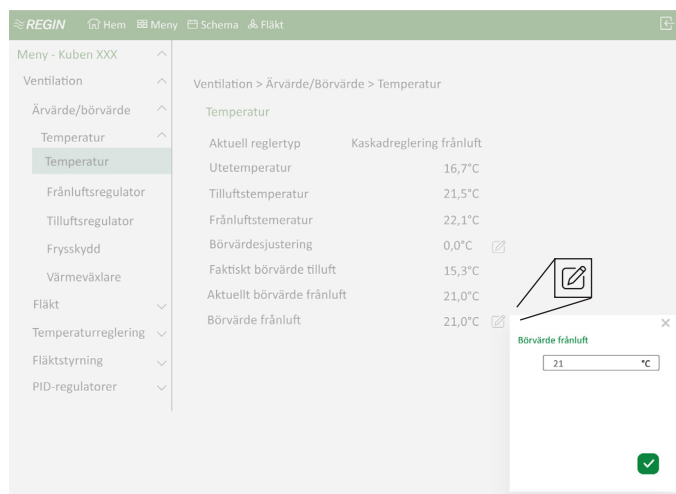 REGIN Hem Meny Schema Fläkt
Meny - Kuben XXX
Ventilation
Ärvärde/börvärde
Temperatur
Temperatur
Frånluftsregulator
Tilluftsregulator
Frysskydd
Värmeväxlare
Fläkt
Temperaturreglering
Fläktstyrning
PID-regulatorer
Ventilation > Ärvärde/Börvärde > Temperatur
Temperatur
Aktuell reglertyp Kaskadreglering frånluft
Utetemperatur 16,7°C
Tilluftstemperatur 21,5°C
Frånluftstemeratur 22,1°C
Börvärdesjustering 0,0°C
Faktiskt börvärde tilluft 15,3°C
Aktuellt börvärde frånluft 21,0°C
Börvärde frånluft 21,0°C
Börvärde frånluft
21 °C